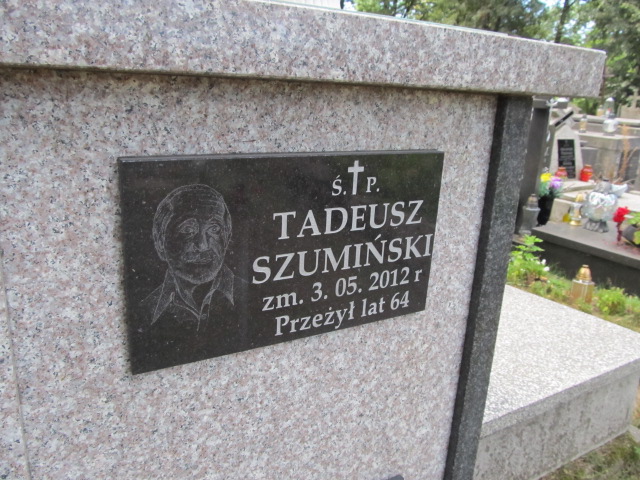 Ś.†P.
TADEUSZ
SZUMIŃSKI
zm. 3. 05. 2012 r
Przeżył lat 64